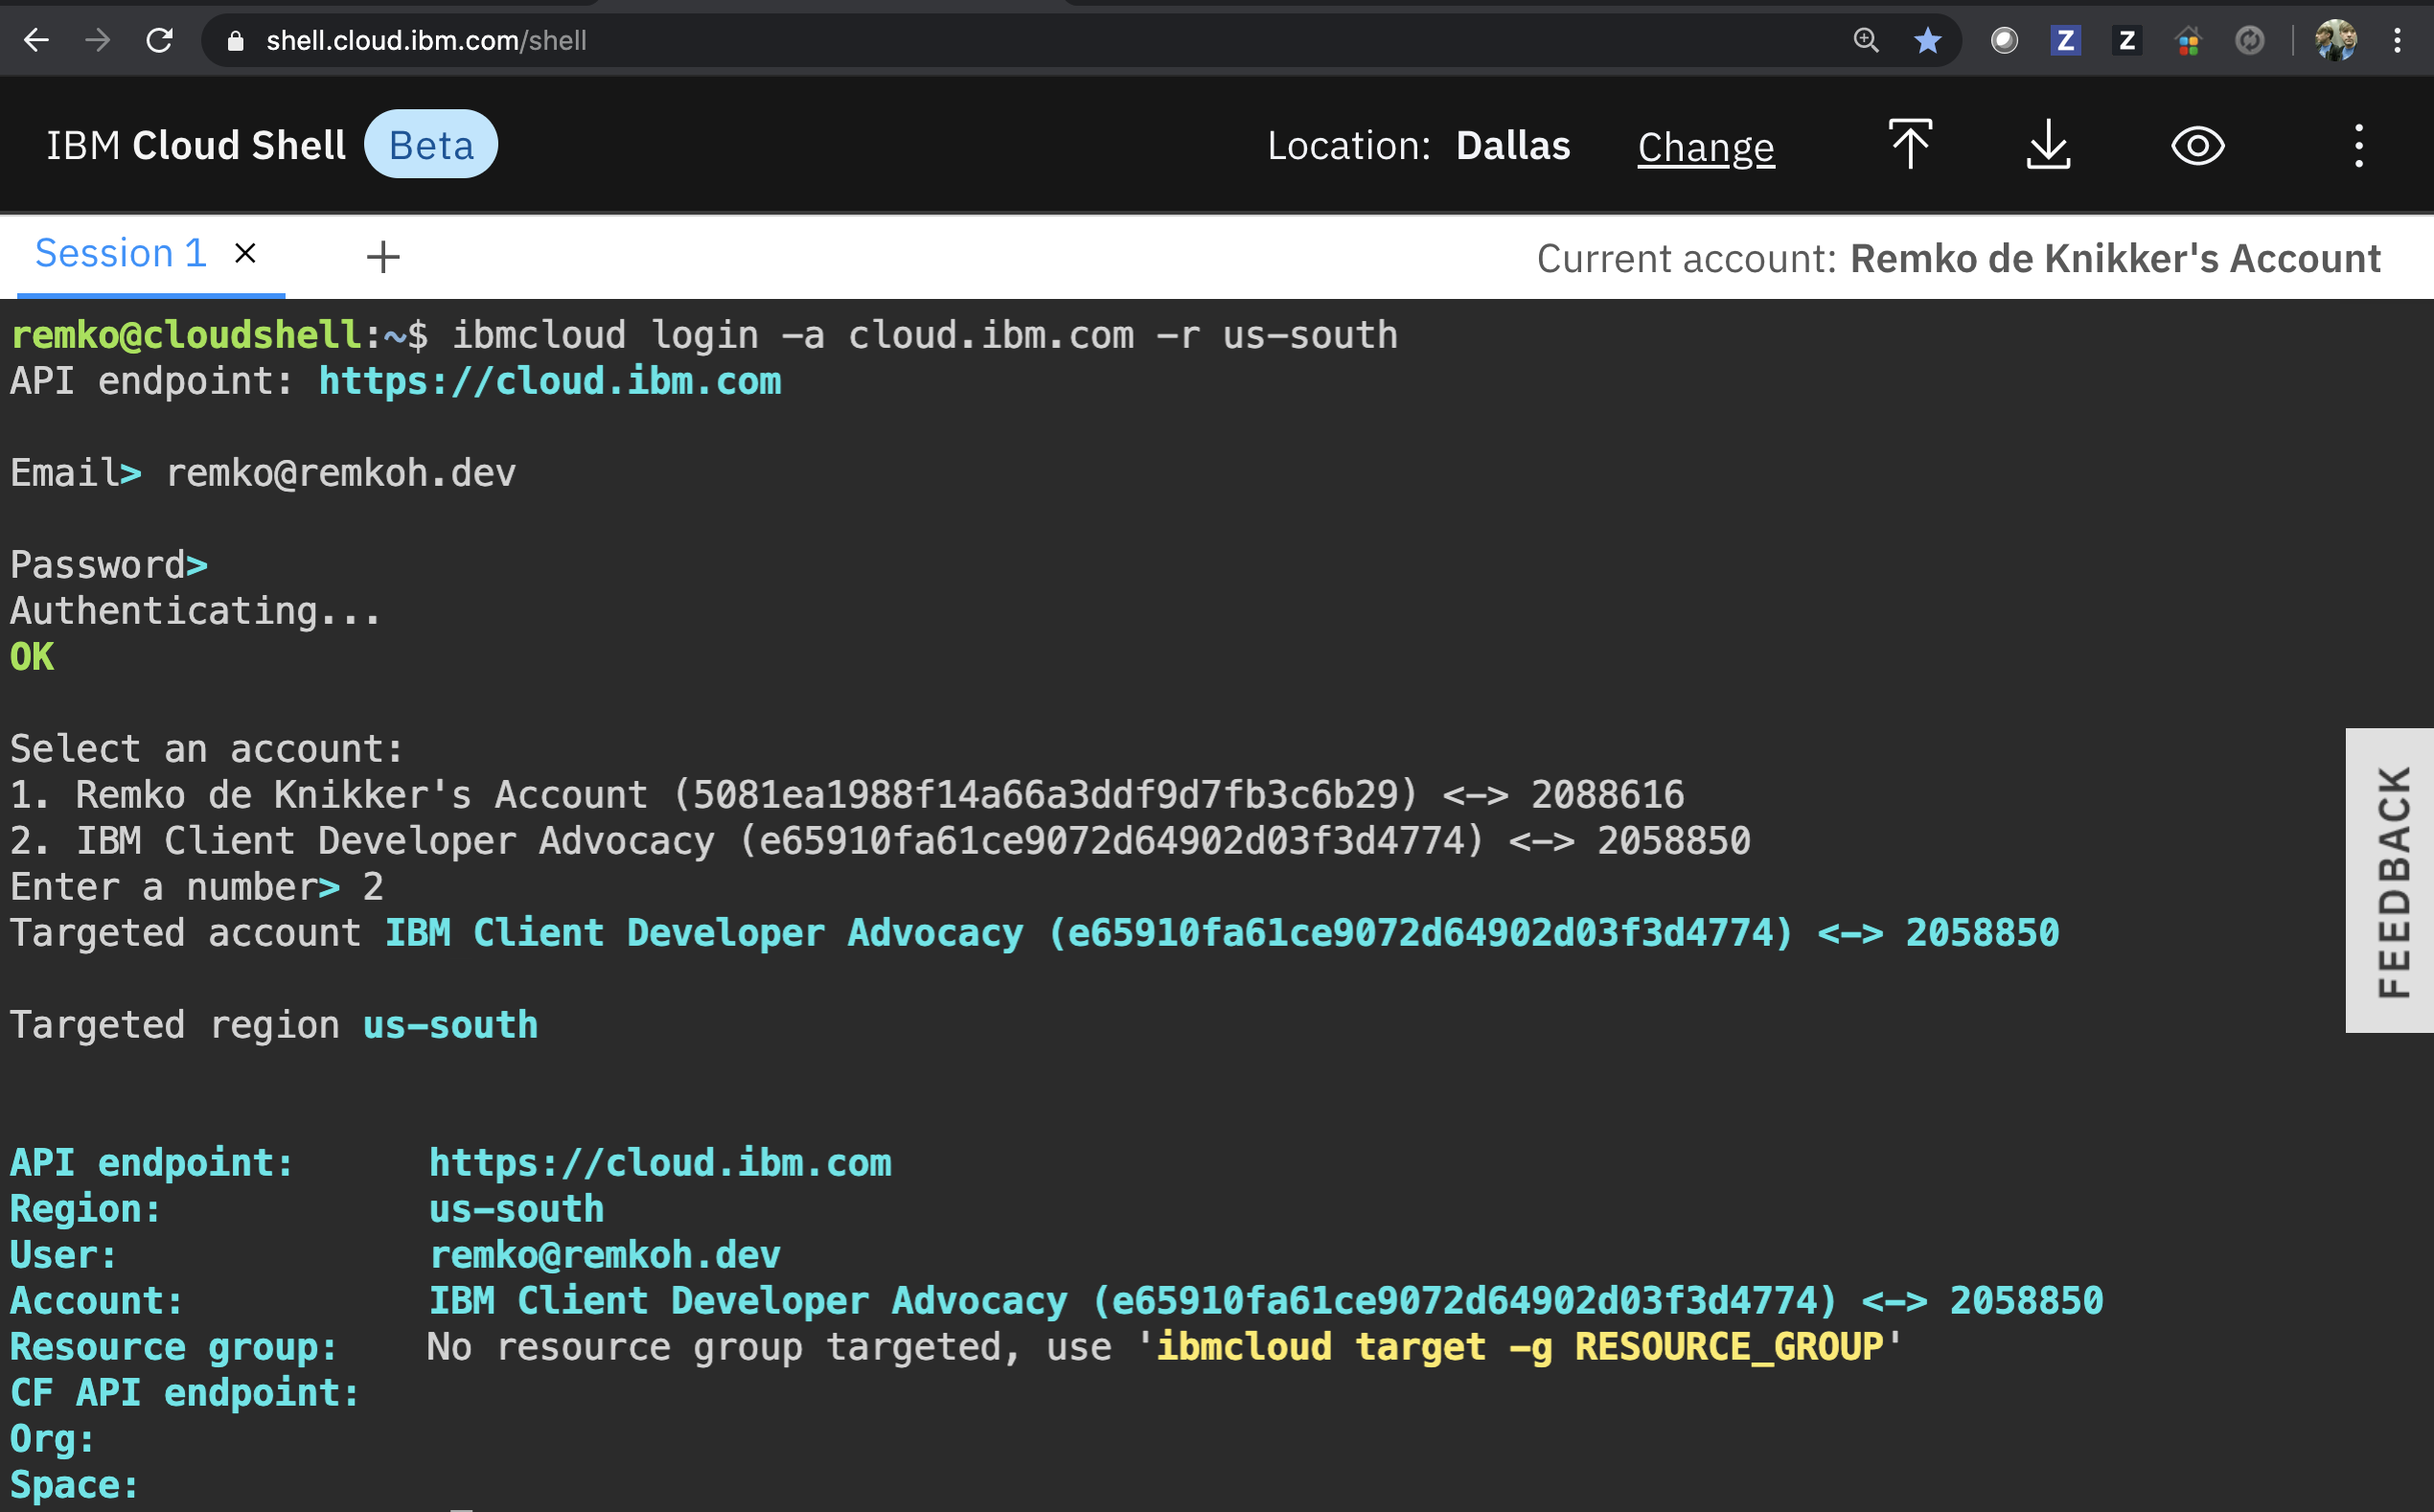 shell.cloud.ibm.com/shell
Z
Z
IBM Cloud Shell Beta
Location: Dallas Change
Session 1
Current account: Remko de Knikker's Account
remko@cloudshell:~$ ibmcloud login -a cloud.ibm.com -r us-south
API endpoint: https://cloud.ibm.com
Email> remko@remkoh.dev
Password>
Authenticating...
OK
Select an account:
1. Remko de Knikker's Account (5081ea1988f14a66a3ddf9d7fb3c6b29) <-> 2088616
2. IBM Client Developer Advocacy (e65910fa61ce9072d64902d03f3d4774) <-> 2058850
Enter a number> 2
Targeted account IBM Client Developer Advocacy (e65910fa61ce9072d64902d03f3d4774) <-> 2058850
Targeted region us-south
API endpoint: https://cloud.ibm.com
Region: us-south
User: remko@remkoh.dev
Account: IBM Client Developer Advocacy (e65910fa61ce9072d64902d03f3d4774) <-> 2058850
Resource group: No resource group targeted, use 'ibmcloud target -g RESOURCE_GROUP'
CF API endpoint:
Org:
Space:
FEEDBACK